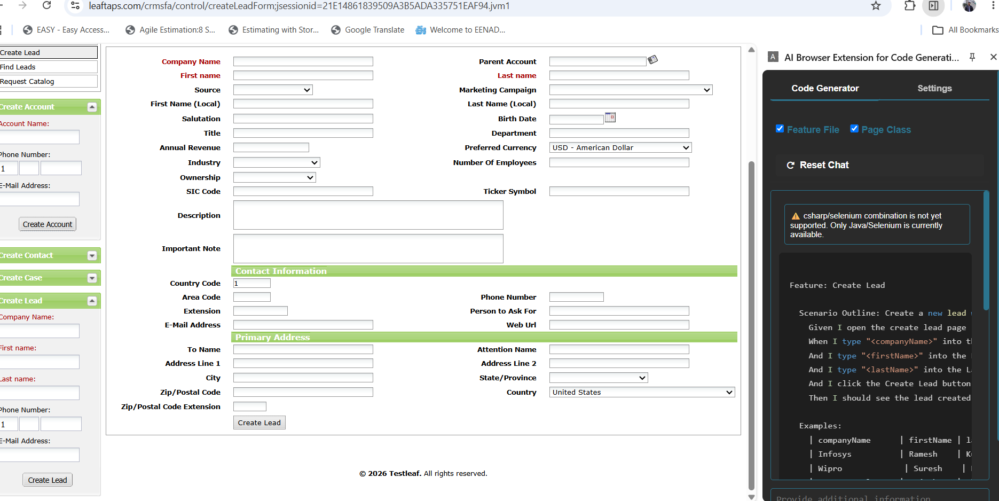 leaftaps.com/crmsfa/control/createLeadForm;jsessionid=21E14861839509A3B5ADA335751EAF94.jvm1
EASY - Easy Access...
Agile Estimation:8 S...
Estimating with Stor...
Google Translate
Welcome to EENAD...
All Bookmarks
Create Lead
Find Leads
Request Catalog
Create Account
Account Name:
Phone Number:
1
E-Mail Address:
Create Account
Create Contact
Create Case
Create Lead
Company Name:
First name:
Last name:
Phone Number:
1
E-Mail Address:
Create Lead
Company Name
Parent Account
First name
Last name
Source
Marketing Campaign
First Name (Local)
Last Name (Local)
Salutation
Birth Date
Title
Department
Annual Revenue
Preferred Currency
USD - American Dollar
Industry
Number Of Employees
Ownership
SIC Code
Ticker Symbol
Description
Important Note
Contact Information
Country Code
1
Area Code
Phone Number
Extension
Person to Ask For
E-Mail Address
Web Url
Primary Address
To Name
Attention Name
Address Line 1
Address Line 2
City
State/Province
Zip/Postal Code
Country
United States
Zip/Postal Code Extension
Create Lead
© 2026 Testleaf. All rights reserved.
A
AI Browser Extension for Code Generati...
Code Generator
Settings
Feature File
Page Class
Reset Chat
csharp/selenium combination is not yet
supported. Only Java/Selenium is currently
available.
Feature: Create Lead
Scenario Outline: Create a new lead
Given I open the create lead page
When I type "<companyName>" into
And I type "<firstName>" into the
And I type "<lastName>" into the
And I click the Create Lead button
Then I should see the lead created
Examples:
| companyName | firstName |
| Infosys | Ramesh |
| Wipro | Suresh |
Provide additional information